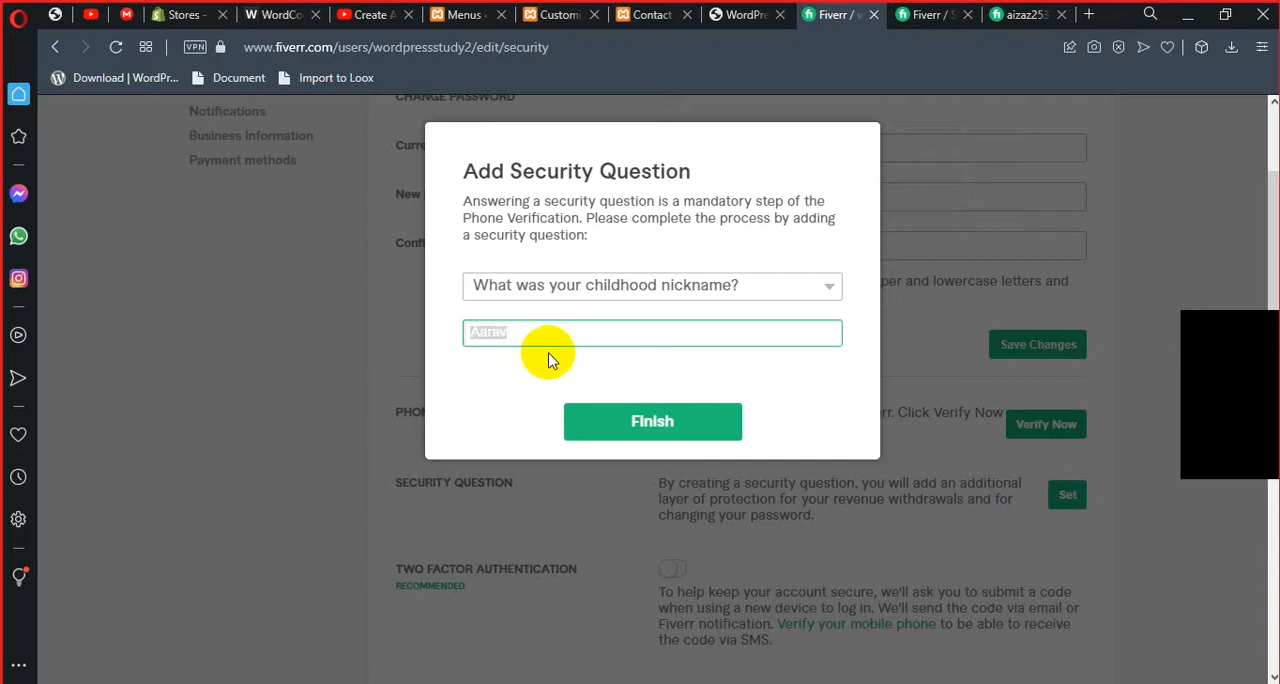 Stores -
WordCo
Create A
Menus ‹
Custom
Contact
WordPre
Fiverr / w
Fiverr / S
aizaz253
VPN
www.fiverr.com/users/wordpressstudy2/edit/security
Download | WordPr...
Document
Import to Loox
CHANGE PASSWORD
Notifications
Business Information
Payment methods
Curre
New
Confi
per and lowercase letters and
Save Changes
Add Security Question
Answering a security question is a mandatory step of the
Phone Verification. Please complete the process by adding
a security question:
What was your childhood nickname?
Aarav
Finish
PHON
rr. Click Verify Now
Verify Now
SECURITY QUESTION
By creating a security question, you will add an additional
layer of protection for your revenue withdrawals and for
changing your password.
Set
TWO FACTOR AUTHENTICATION
RECOMMENDED
To help keep your account secure, we'll ask you to submit a code
when using a new device to log in. We'll send the code via email or
Fiverr notification. Verify your mobile phone to be able to receive
the code via SMS.